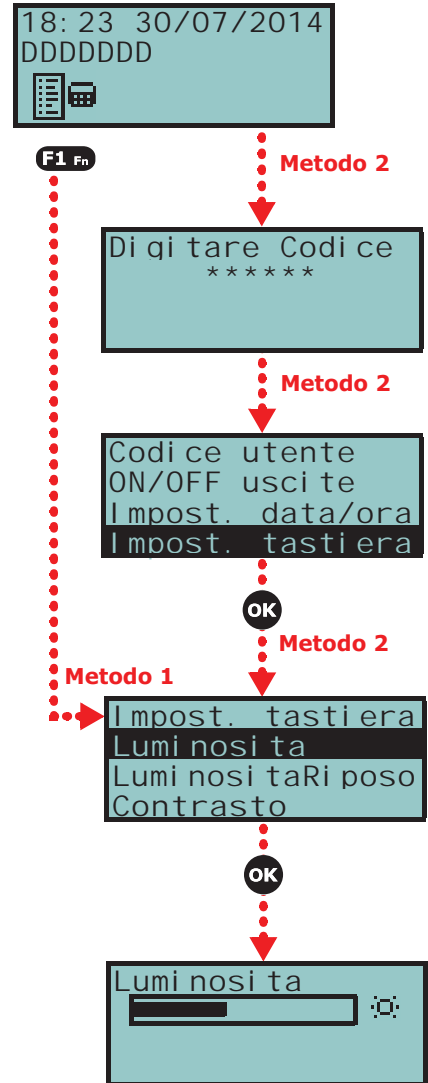 18:23 30/07/2014
DDDDDDD
F1 Fn
Metodo 2
Digitare Codice
******
Metodo 2
Codice utente
ON/OFF uscite
Impost. data/ora
Impost. tastiera
OK
Metodo 2
Metodo 1
Impost. tastiera
Luminosita
LuminositaRiposo
Contrasto
OK
Luminosita